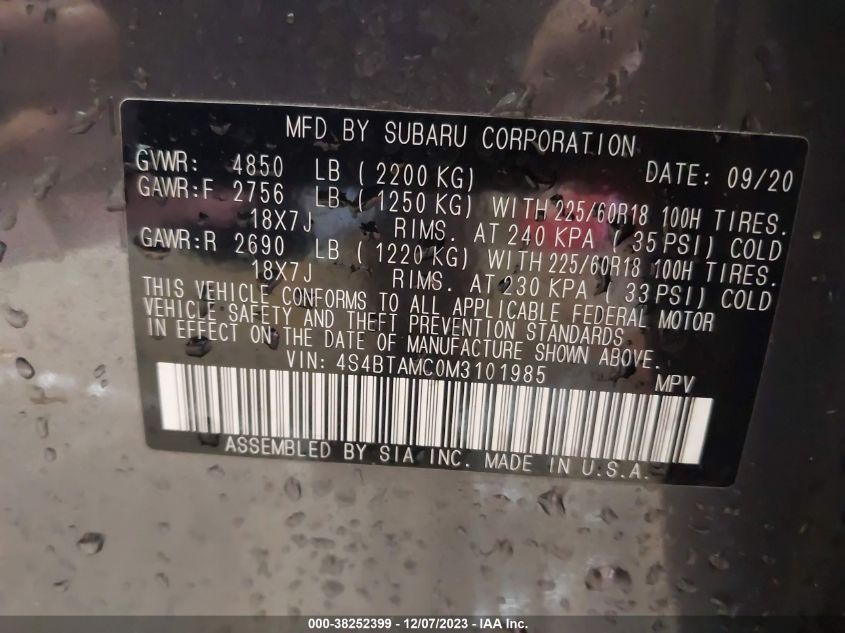 MFD BY SUBARU CORPORATION
GVWR: 4850 LB ( 2200 KG) DATE: 09/20
GAWR:F 2756 LB ( 1250 KG) WITH 225/60R18 100H TIRES.
18X7J RIMS. AT 240 KPA ( 35 PSI) COLD
GAWR:R 2690 LB ( 1220 KG) WITH 225/60R18 100H TIRES.
18X7J RIMS. AT 230 KPA ( 33 PSI) COLD
THIS VEHICLE CONFORMS TO ALL APPLICABLE FEDERAL MOTOR
VEHICLE SAFETY AND THEFT PREVENTION STANDARDS
IN EFFECT ON THE DATE OF MANUFACTURE SHOWN ABOVE.
VIN: 4S4BTAMC0M3101985 MPV
ASSEMBLED BY SIA INC. MADE IN U.S.A.
000-38252399 - 12/07/2023 - IAA Inc.